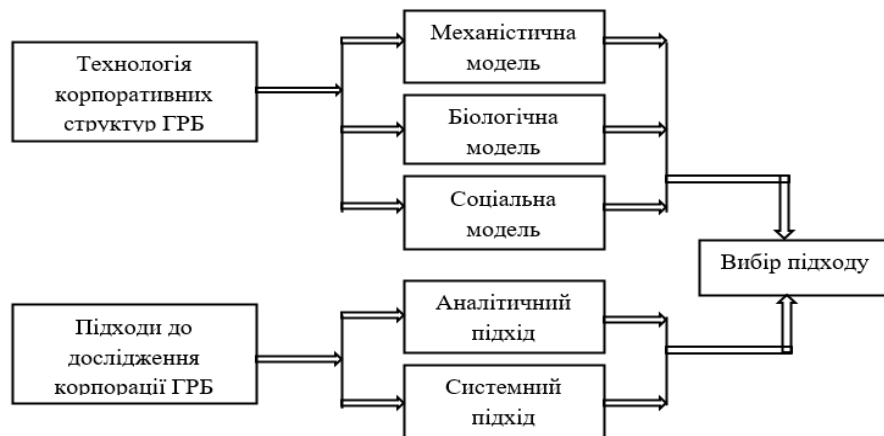 Технологія
корпоративних
структур ГРБ
Механістична
модель
Біологічна
модель
Соціальна
модель
Вибір підходу
Підходи до
дослідження
корпорації ГРБ
Аналітичний
підхід
Системний
підхід